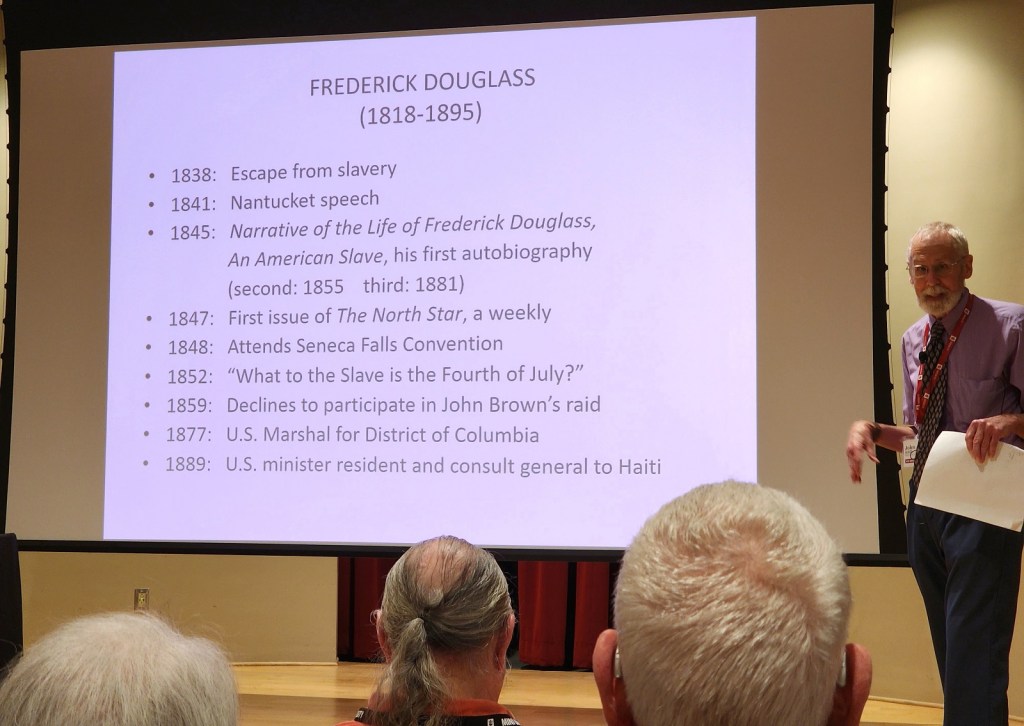 FREDERICK DOUGLASS
(1818-1895)
• 1838: Escape from slavery
• 1841: Nantucket speech
• 1845: Narrative of the Life of Frederick Douglass,
An American Slave, his first autobiography
(second: 1855 third: 1881)
• 1847: First issue of The North Star, a weekly
• 1848: Attends Seneca Falls Convention
• 1852: “What to the Slave is the Fourth of July?”
• 1859: Declines to participate in John Brown’s raid
• 1877: U.S. Marshal for District of Columbia
• 1889: U.S. minister resident and consult general to Haiti